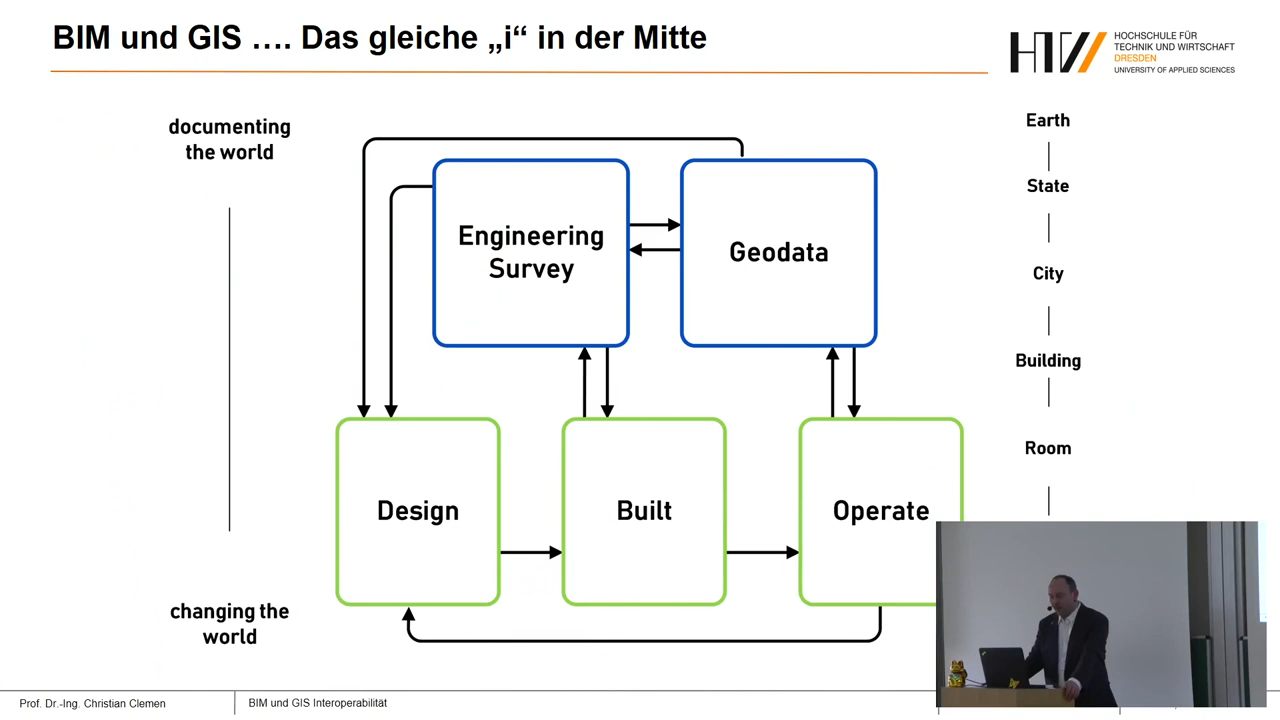 BIM und GIS …. Das gleiche „i“ in der Mitte
HOCHSCHULE FÜR
TECHNIK UND WIRTSCHAFT
DRESDEN
UNIVERSITY OF APPLIED SCIENCES
documenting
the world
Engineering
Survey
Geodata
Earth
State
City
Building
Room
Design
Built
Operate
changing the
world
Prof. Dr.-Ing. Christian Clemen
BIM und GIS Interoperabilität